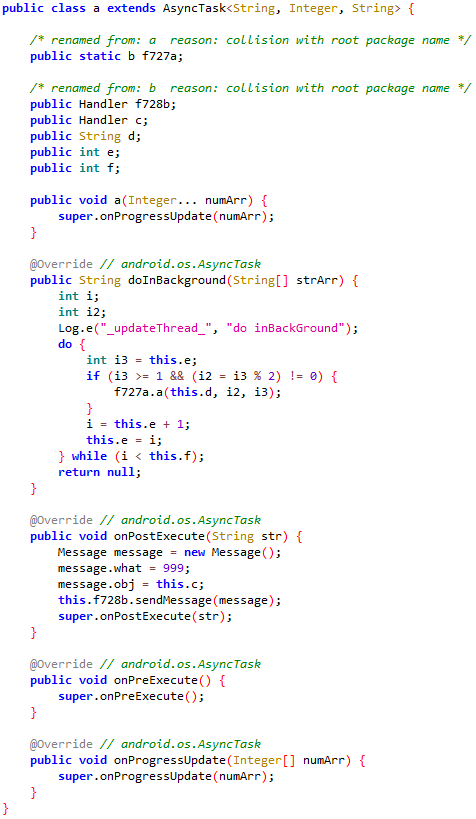 public class a extends AsyncTask<String, Integer, String> {
/* renamed from: a  reason: collision with root package name */
public static b f727a;
/* renamed from: b  reason: collision with root package name */
public Handler f728b;
public Handler c;
public String d;
public int e;
public int f;
public void a(Integer... numArr) {
super.onProgressUpdate(numArr);
}
@Override // android.os.AsyncTask
public String doInBackground(String[] strArr) {
int i;
int i2;
Log.e("_updateThread_", "do inBackGround");
do {
int i3 = this.e;
if (i3 >= 1 && (i2 = i3 % 2) != 0) {
f727a.a(this.d, i2, i3);
}
i = this.e + 1;
this.e = i;
} while (i < this.f);
return null;
}
@Override // android.os.AsyncTask
public void onPostExecute(String str) {
Message message = new Message();
message.what = 999;
message.obj = this.c;
this.f728b.sendMessage(message);
super.onPostExecute(str);
}
@Override // android.os.AsyncTask
public void onPreExecute() {
super.onPreExecute();
}
@Override // android.os.AsyncTask
public void onProgressUpdate(Integer[] numArr) {
super.onProgressUpdate(numArr);
}
}